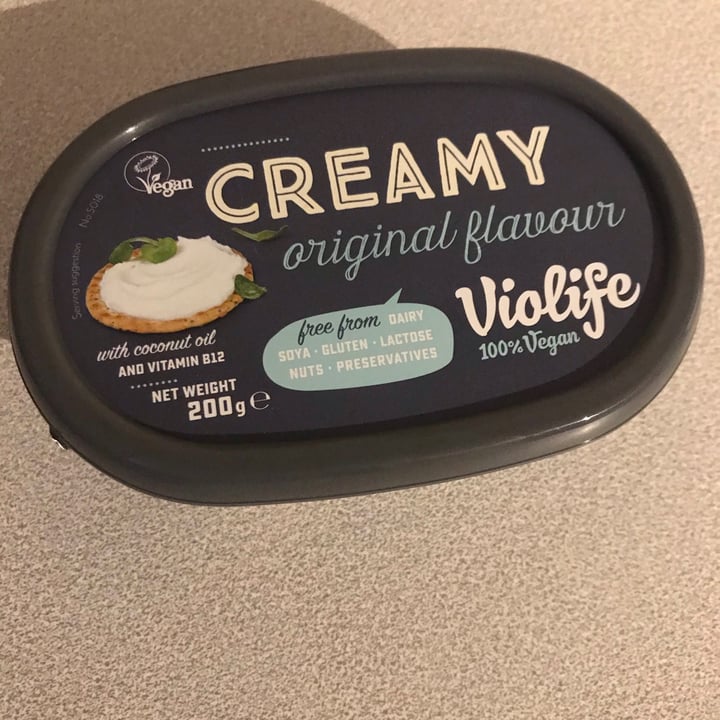 Vegan
No5018
Serving suggestion
CREAMY
original flavour
Violife
100% Vegan
with coconut oil
AND VITAMIN B12
NET WEIGHT
200g e
free from DAIRY
SOYA · GLUTEN · LACTOSE
NUTS · PRESERVATIVES